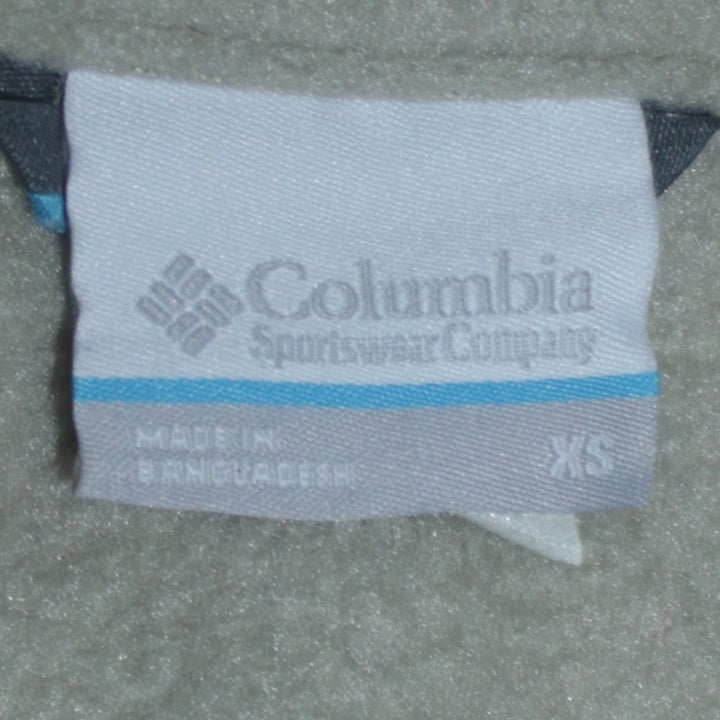 Columbia
Sportswear Company
MADE IN
BANGLADESH
XS